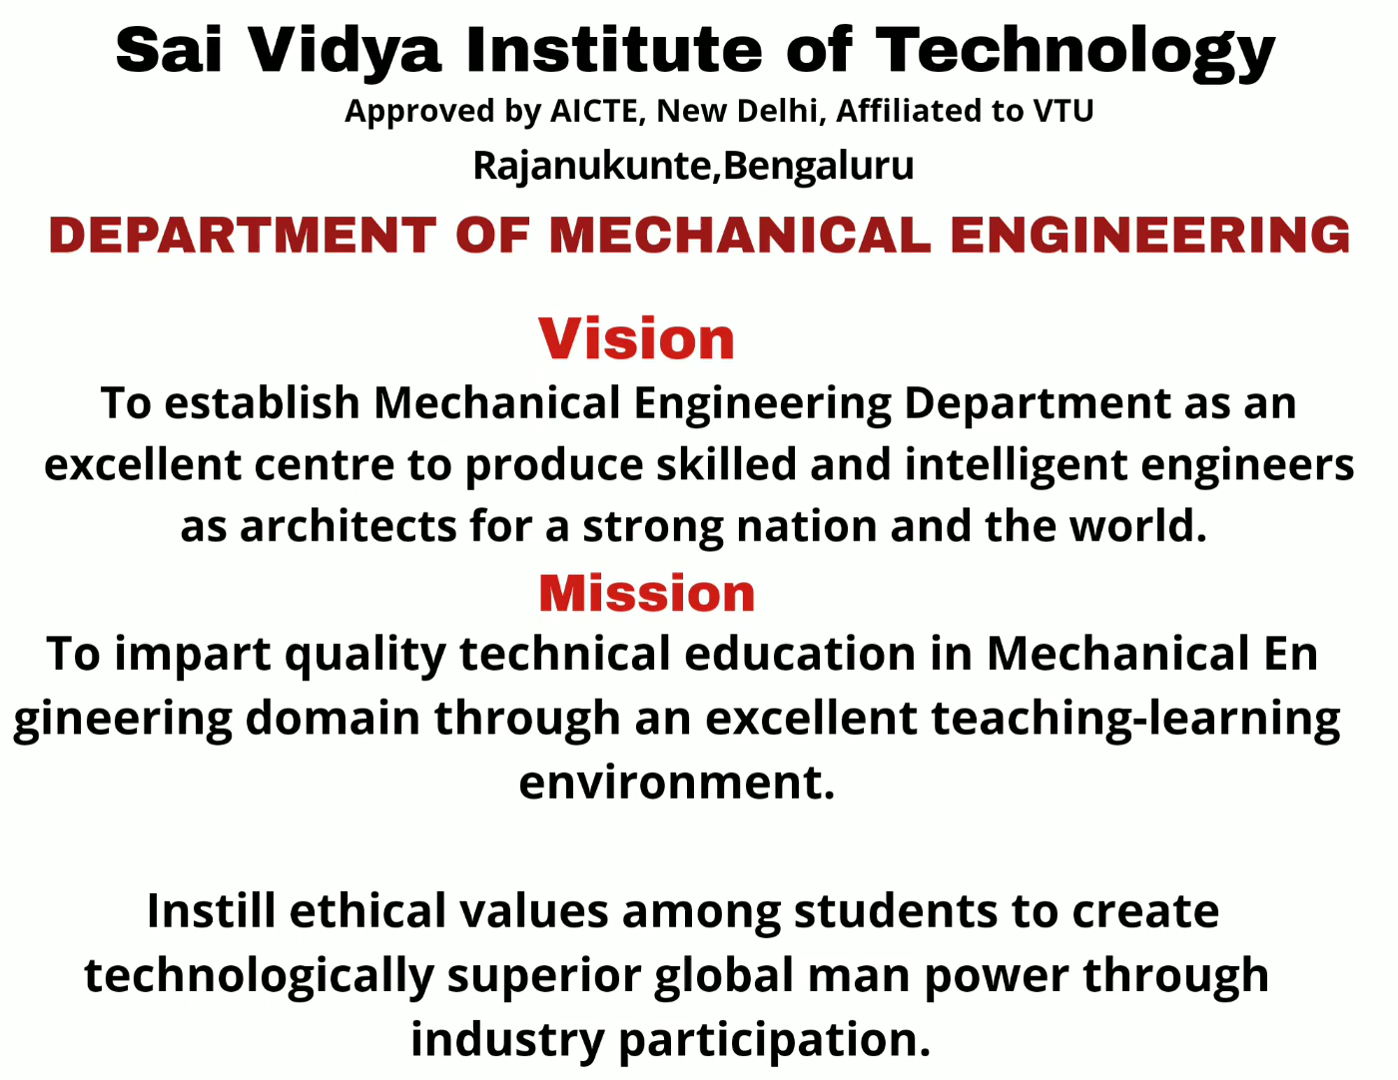 Sai Vidya Institute of Technology
Approved by AICTE, New Delhi, Affiliated to VTU
Rajanukunte,Bengaluru
DEPARTMENT OF MECHANICAL ENGINEERING
Vision
To establish Mechanical Engineering Department as an
excellent centre to produce skilled and intelligent engineers
as architects for a strong nation and the world.
Mission
To impart quality technical education in Mechanical En
gineering domain through an excellent teaching-learning
environment.
Instill ethical values among students to create
technologically superior global man power through
industry participation.